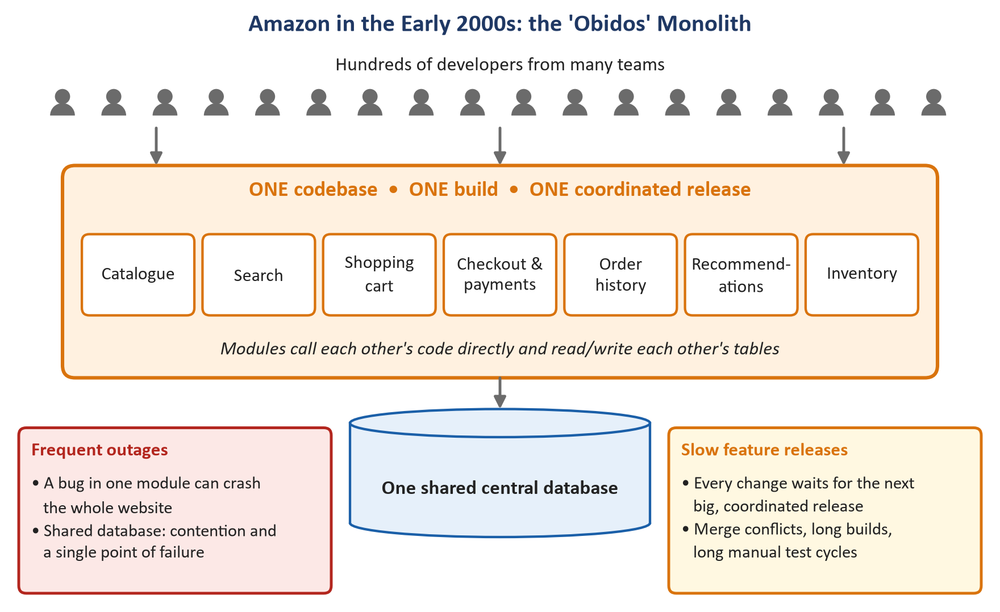 Amazon in the Early 2000s: the 'Obidos' Monolith
Hundreds of developers from many teams
ONE codebase • ONE build • ONE coordinated release
Catalogue
Search
Shopping
cart
Checkout &
payments
Order
history
Recommend-
ations
Inventory
Modules call each other's code directly and read/write each other's tables
Frequent outages
• A bug in one module can crash
the whole website
• Shared database: contention and
a single point of failure
One shared central database
Slow feature releases
• Every change waits for the next
big, coordinated release
• Merge conflicts, long builds,
long manual test cycles